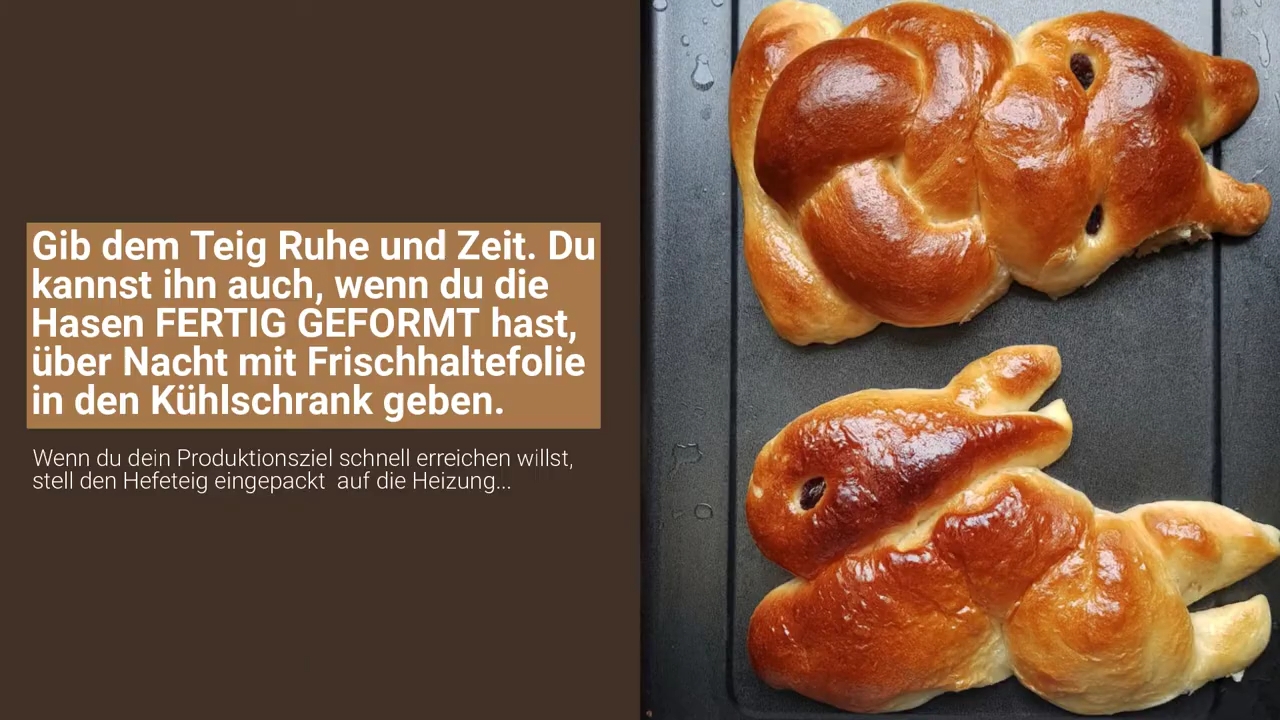 Gib dem Teig Ruhe und Zeit. Du
kannst ihn auch, wenn du die
Hasen FERTIG GEFORMT hast,
über Nacht mit Frischhaltefolie
in den Kühlschrank geben.
Wenn du dein Produktionsziel schnell erreichen willst,
stell den Hefeteig eingepackt  auf die Heizung...